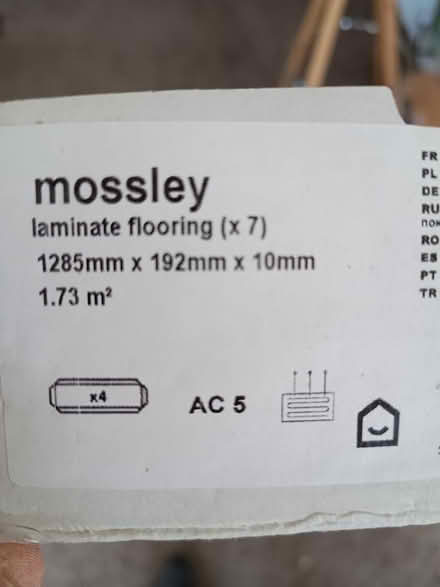 mossley
laminate flooring (x 7)
1285mm x 192mm x 10mm
1.73 m²
x4
AC 5
FR
PL
DE
RU
RO
ES
PT
TR